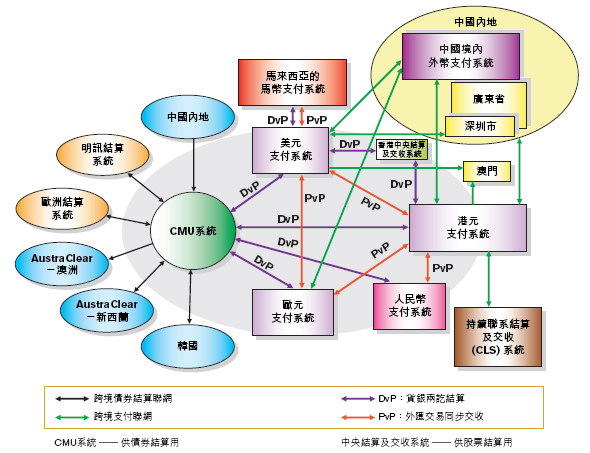 中國內地
中國境內
外幣支付系統
馬來西亞的
馬幣支付系統
廣東省
深圳市
中國內地
DvP
PvP
明訊結算
系統
美元
支付系統
DvP
香港中央結算
及交收系統
澳門
DvP
DvP
歐洲結算
系統
PvP
PvP
CMU系統
DvP
港元
支付系統
DvP
PvP
AustraClear
－澳洲
DvP
PvP
AustraClear
－新西蘭
歐元
支付系統
人民幣
支付系統
持續聯系結算
及交收
(CLS) 系統
韓國
跨境債券結算聯網
DvP：貨銀兩訖結算
跨境支付聯網
PvP：外匯交易同步交收
CMU系統 —— 供債券結算用
中央結算及交收系統 —— 供股票結算用